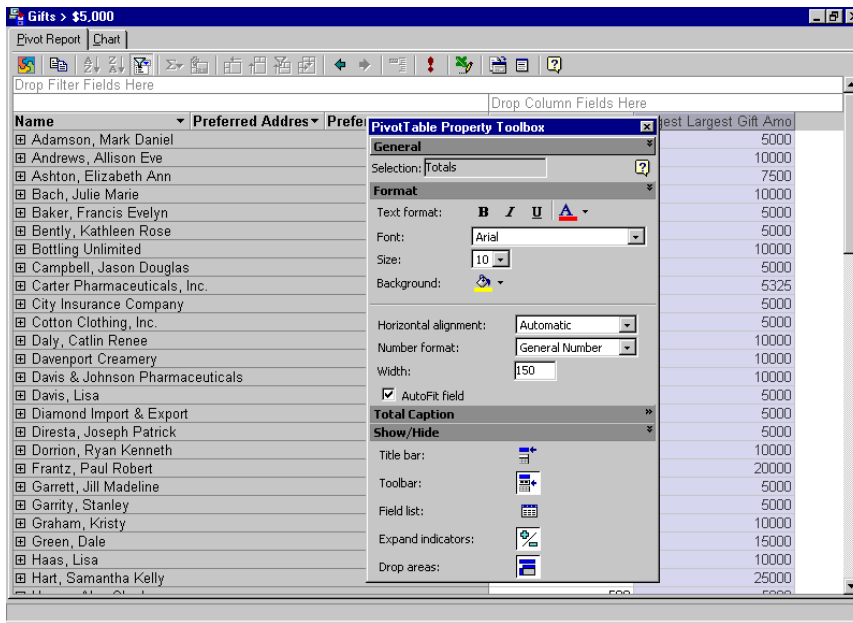 Gifts > $5,000
Pivot Report Chart
Drop Filter Fields Here
Drop Column Fields Here
Name Preferred Addres Prefe
gest Largest Gift Amo
Adamson, Mark Daniel 5000
Andrews, Allison Eve 10000
Ashton, Elizabeth Ann 7500
Bach, Julie Marie 10000
Baker, Francis Evelyn 5000
Bently, Kathleen Rose 5000
Bottling Unlimited 10000
Campbell, Jason Douglas 5000
Carter Pharmaceuticals, Inc. 5325
City Insurance Company 5000
Cotton Clothing, Inc. 5000
Daly, Catlin Renee 10000
Davenport Creamery 10000
Davis & Johnson Pharmaceuticals 10000
Davis, Lisa 5000
Diamond Import & Export 5000
Diresta, Joseph Patrick 5000
Dorrion, Ryan Kenneth 10000
Frantz, Paul Robert 20000
Garrett, Jill Madeline 5000
Garrity, Stanley 5000
Graham, Kristy 10000
Green, Dale 15000
Haas, Lisa 10000
Hart, Samantha Kelly 25000
PivotTable Property Toolbox
General
Selection: Totals
Format
Text format: B I U A
Font: Arial
Size: 10
Background:
Horizontal alignment: Automatic
Number format: General Number
Width: 150
AutoFit field
Total Caption
Show/Hide
Title bar:
Toolbar:
Field list:
Expand indicators:
Drop areas: